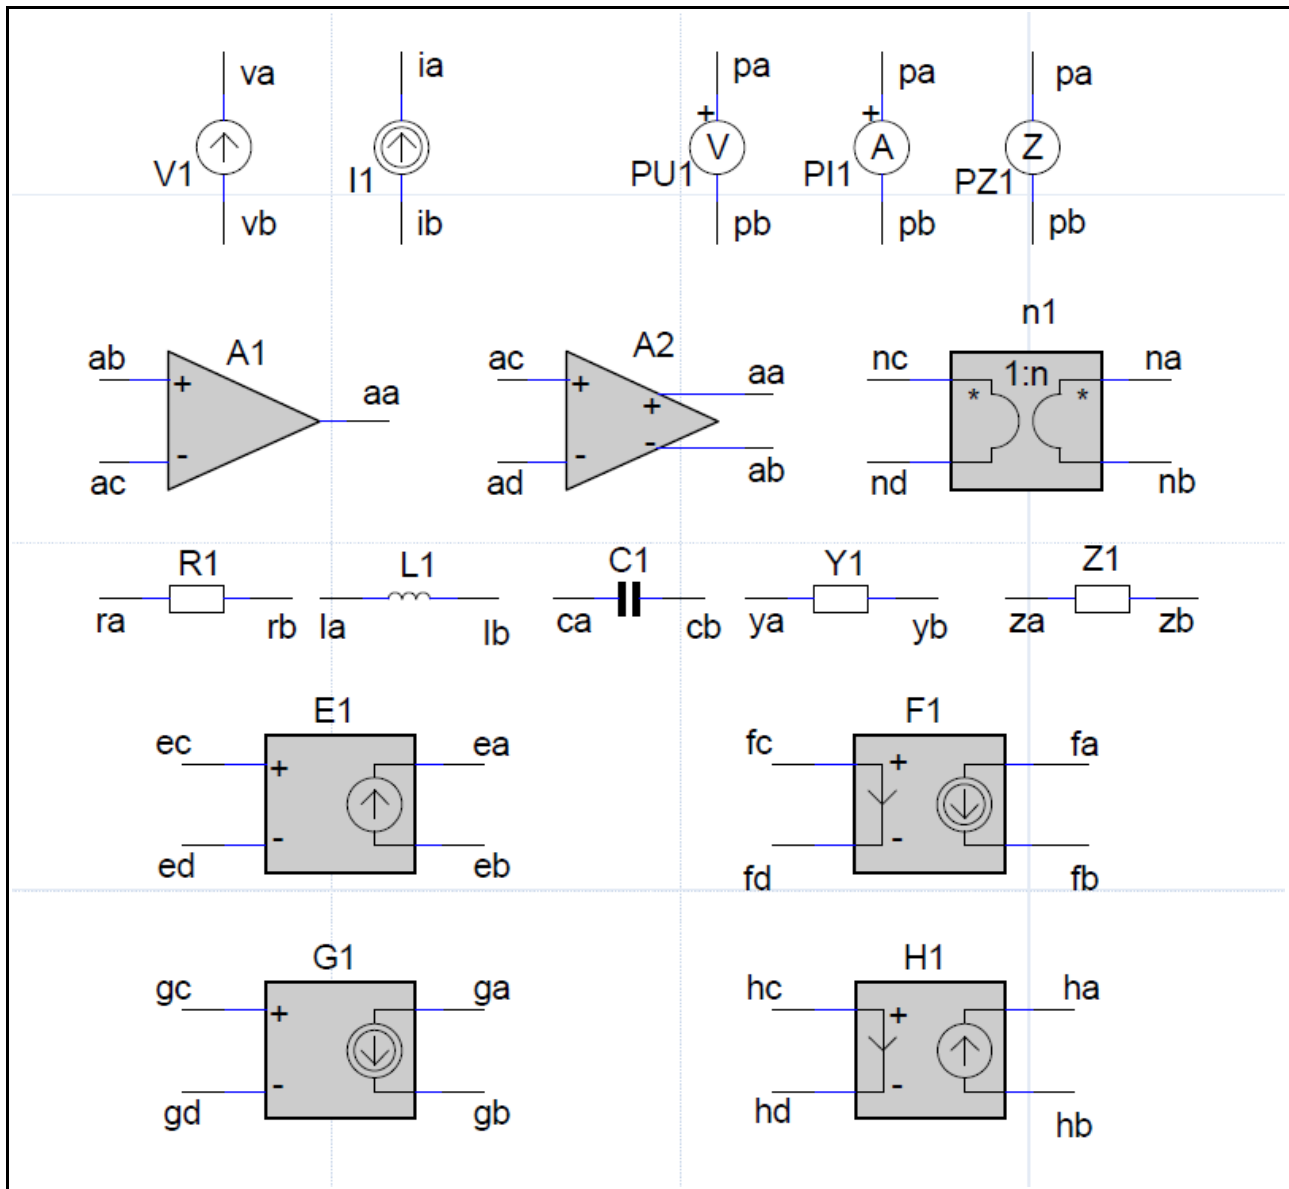 va
ia
pa
pa
pa
+
+
V
A
Z
V1
I1
PU1
PI1
PZ1
vb
ib
pb
pb
pb
n1
ab
A1
ac
A2
aa
nc
1:n
na
+
aa
+
+
*
*
-
-
-
ac
ad
ab
nd
nb
R1
L1
C1
Y1
Z1
ra
rb
la
lb
ca
cb
ya
yb
za
zb
E1
F1
ec
ea
fc
fa
+
+
-
-
ed
eb
fd
fb
G1
H1
gc
ga
hc
ha
+
+
-
-
gd
gb
hd
hb